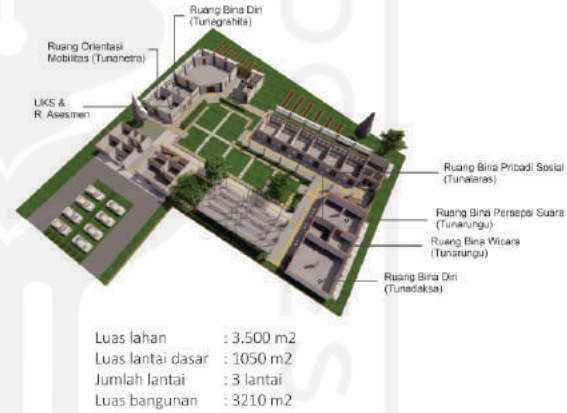 Ruang Bina Diri
(Tunagrahita)
Ruang Orientasi
Mobilitas (Tunanetra)
UKS &
R. Asesmen
Ruang Bina Pribadi Sosial
(Tunalaras)
Ruang Bina Persepsi Suara
(Tunarungu)
Ruang Bina Wicara
(Tunarungu)
Ruang Bina Diri
(Tunadaksa)
Luas lahan : 3.500 m2
Luas lantai dasar : 1050 m2
Jumlah lantai : 3 lantai
Luas bangunan : 3210 m2